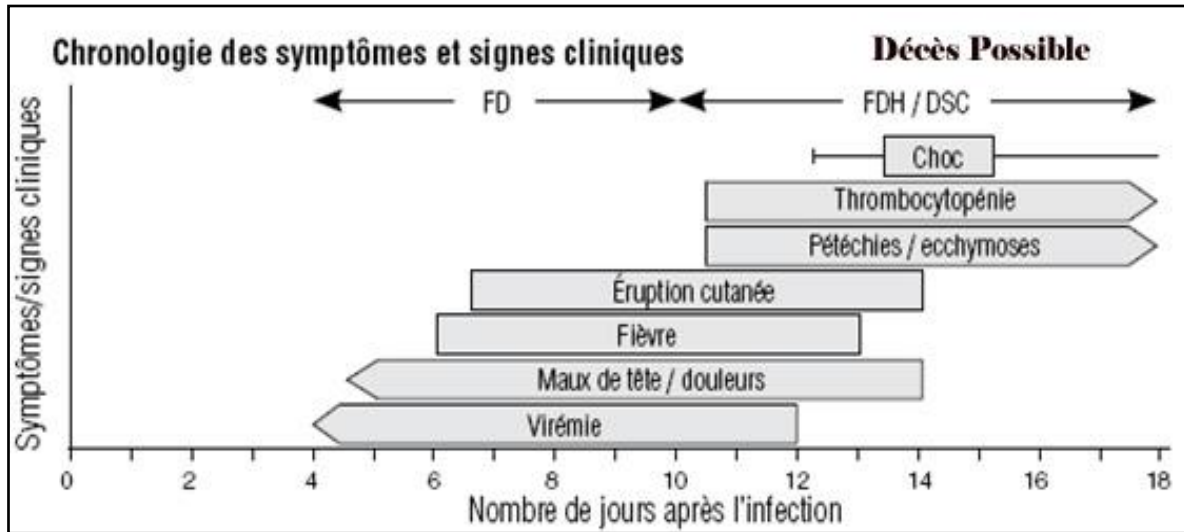 Chronologie des symptômes et signes cliniques
Décès Possible
FD
FDH / DSC
Symptômes/signes cliniques
Choc
Thrombocytopénie
Pétéchies / ecchymoses
Éruption cutanée
Fièvre
Maux de tête / douleurs
Virémie
0 2 4 6 8 10 12 14 16 18
Nombre de jours après l'infection